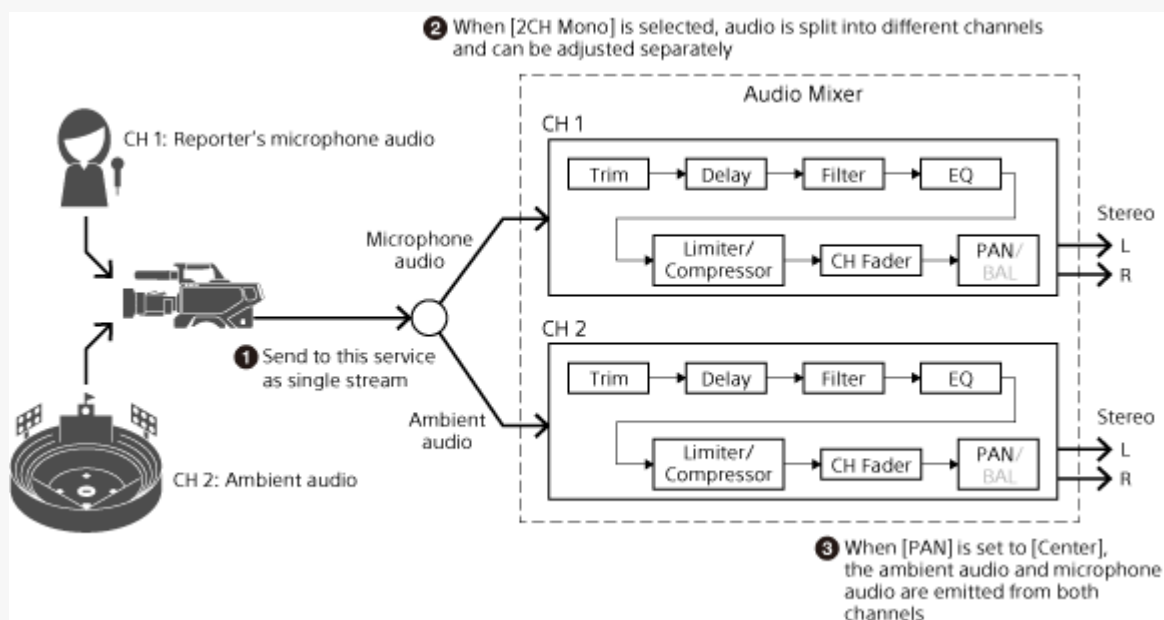 ❷ When [2CH Mono] is selected, audio is split into different channels
and can be adjusted separately
Audio Mixer
CH 1: Reporter's microphone audio
CH 1
Trim
Delay
Filter
EQ
Limiter/
Compressor
CH Fader
PAN/
BAL
Stereo
L
R
Microphone
audio
❶ Send to this service
as single stream
Ambient
audio
CH 2: Ambient audio
CH 2
Trim
Delay
Filter
EQ
Limiter/
Compressor
CH Fader
PAN/
BAL
Stereo
L
R
❸ When [PAN] is set to [Center],
the ambient audio and microphone
audio are emitted from both
channels